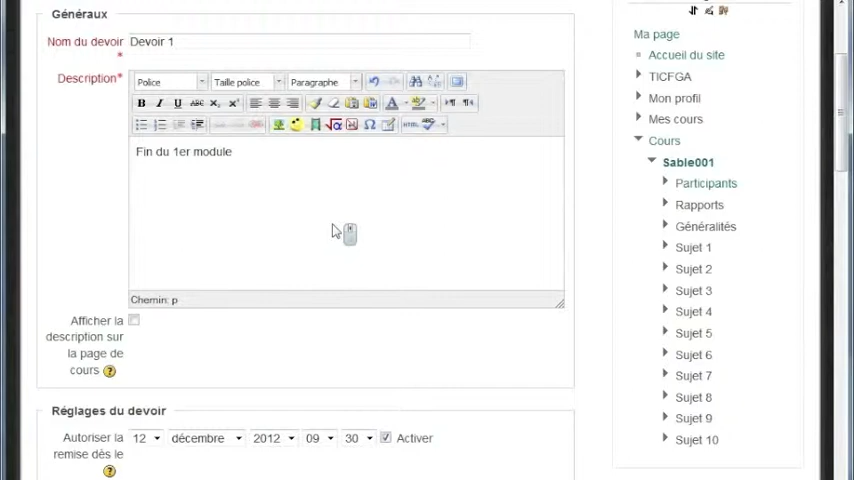 Généraux
Nom du devoir Devoir 1
*
Description*
Police Taille police Paragraphe
B I U ABC
HTML ABC
Fin du 1er module
Chemin: p
Afficher la
description sur
la page de
cours ?
Réglages du devoir
Autoriser la
remise dès le
?
12 décembre 2012 09 30 Activer
Ma page
Accueil du site
TICFGA
Mon profil
Mes cours
Cours
Sable001
Participants
Rapports
Généralités
Sujet 1
Sujet 2
Sujet 3
Sujet 4
Sujet 5
Sujet 6
Sujet 7
Sujet 8
Sujet 9
Sujet 10